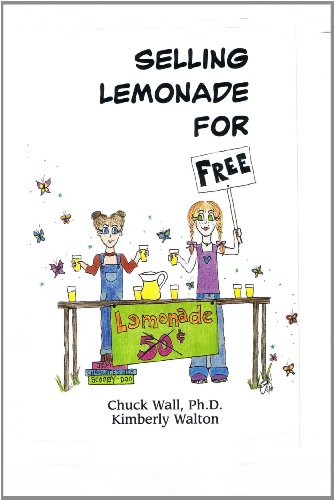 SELLING
LEMONADE
FOR
FREE
Lemonade
50¢
SCOOBY-DOO
Chuck Wall, Ph.D.
Kimberly Walton